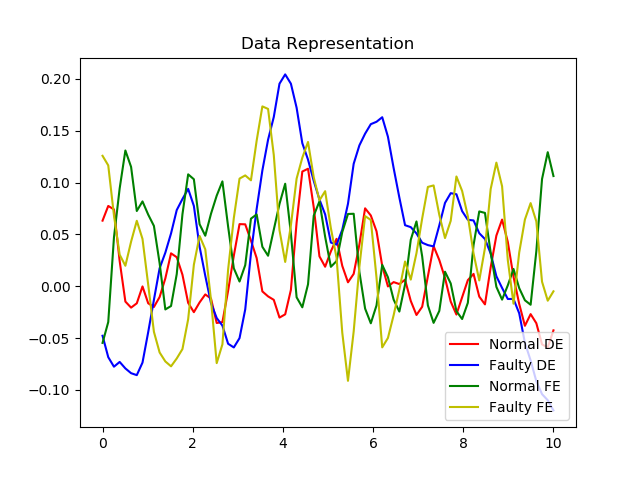 Data Representation
0.20
0.15
0.10
0.05
0.00
−0.05
−0.10
0 2 4 6 8 10
Normal DE
Faulty DE
Normal FE
Faulty FE